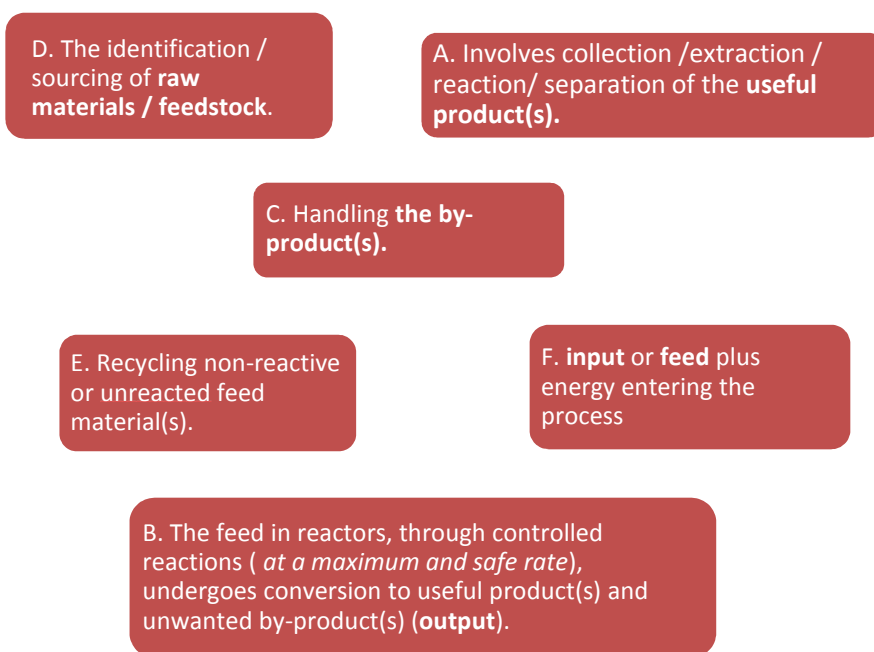 D. The identification /
sourcing of raw
materials / feedstock.
A. Involves collection /extraction /
reaction/ separation of the useful
product(s).
C. Handling the by-
product(s).
E. Recycling non-reactive
or unreacted feed
material(s).
F. input or feed plus
energy entering the
process
B. The feed in reactors, through controlled
reactions ( at a maximum and safe rate),
undergoes conversion to useful product(s) and
unwanted by-product(s) (output).